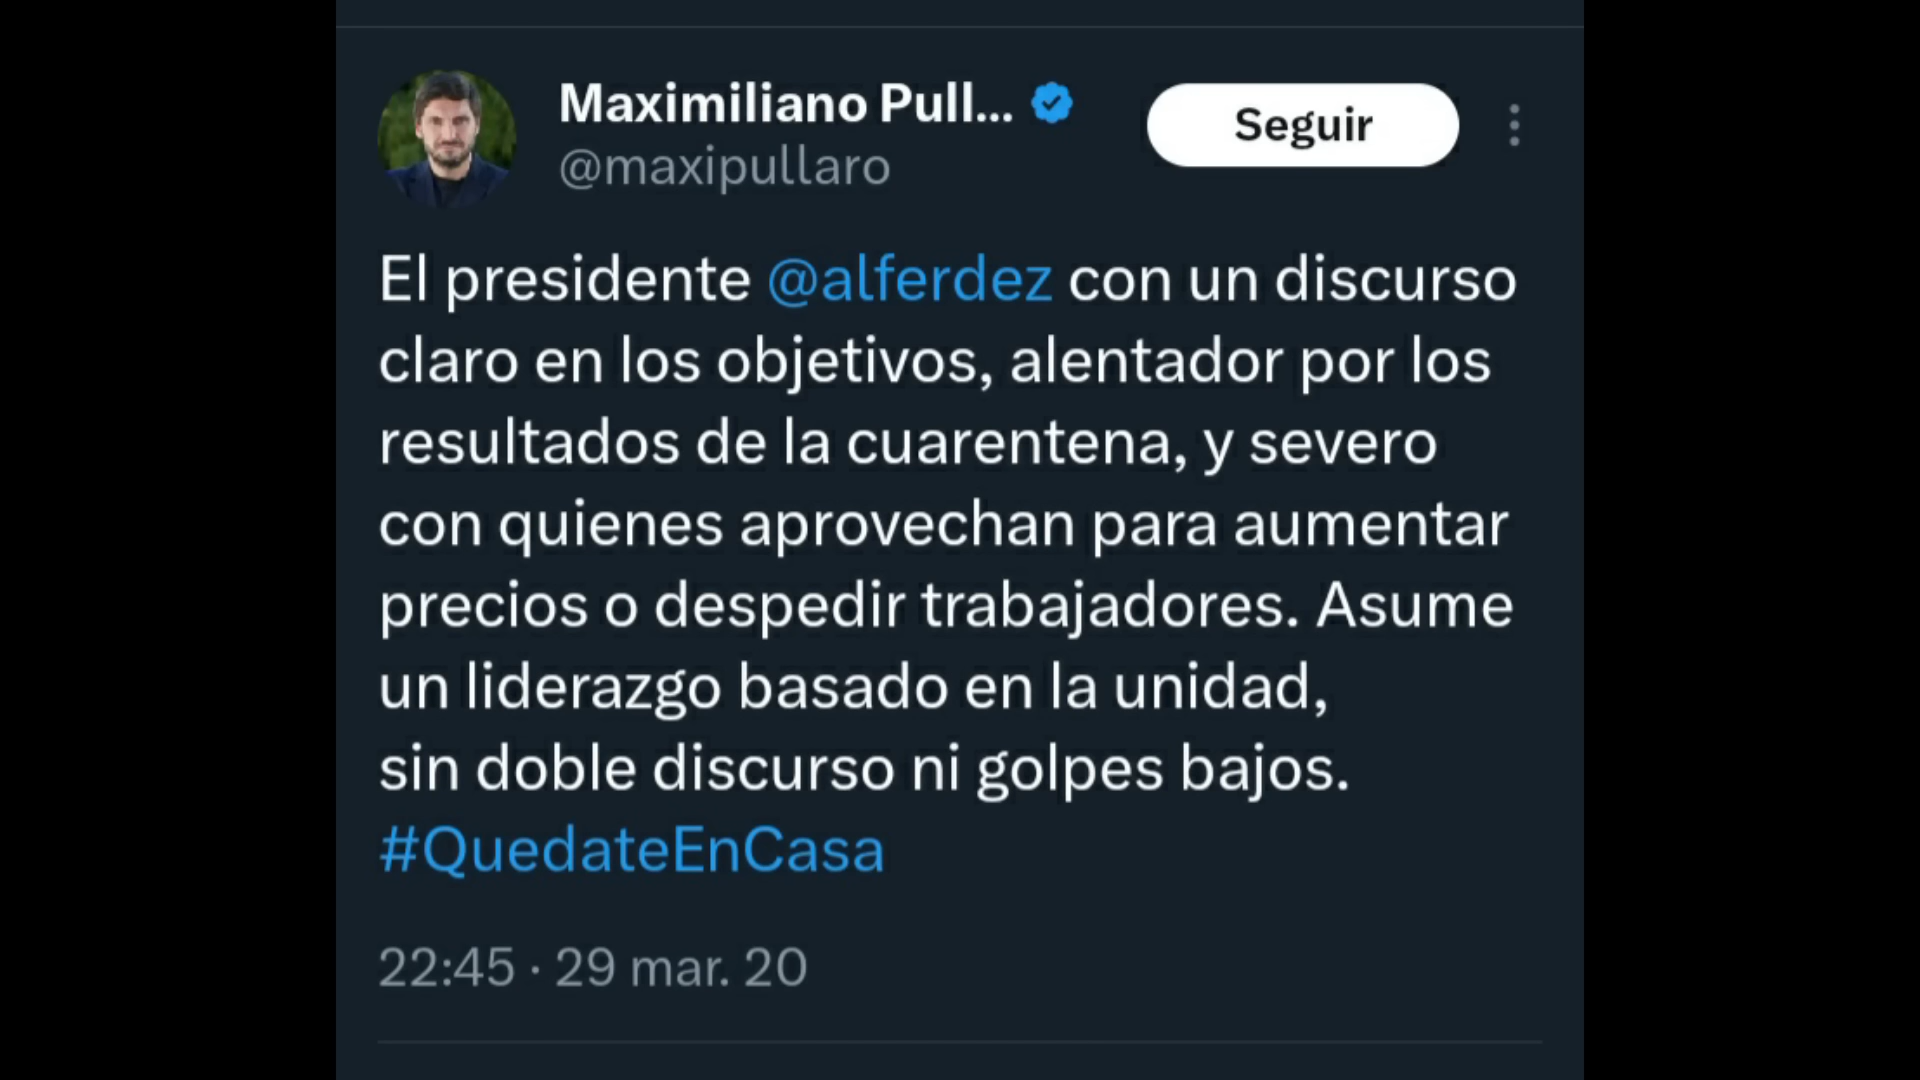 Maximiliano Pull...
Seguir
@maxipullaro
El presidente @alferdez con un discurso
claro en los objetivos, alentador por los
resultados de la cuarentena, y severo
con quienes aprovechan para aumentar
precios o despedir trabajadores. Asume
un liderazgo basado en la unidad,
sin doble discurso ni golpes bajos.
#QuedateEnCasa
22:45 · 29 mar. 20